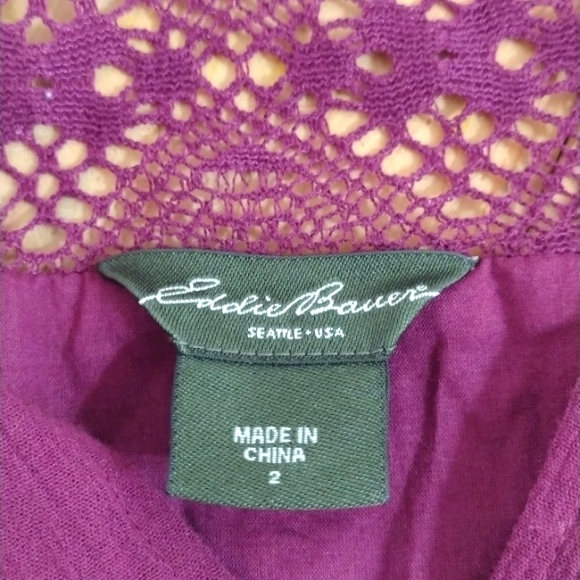 Eddie Bauer®
SEATTLE • USA
MADE IN
CHINA
2